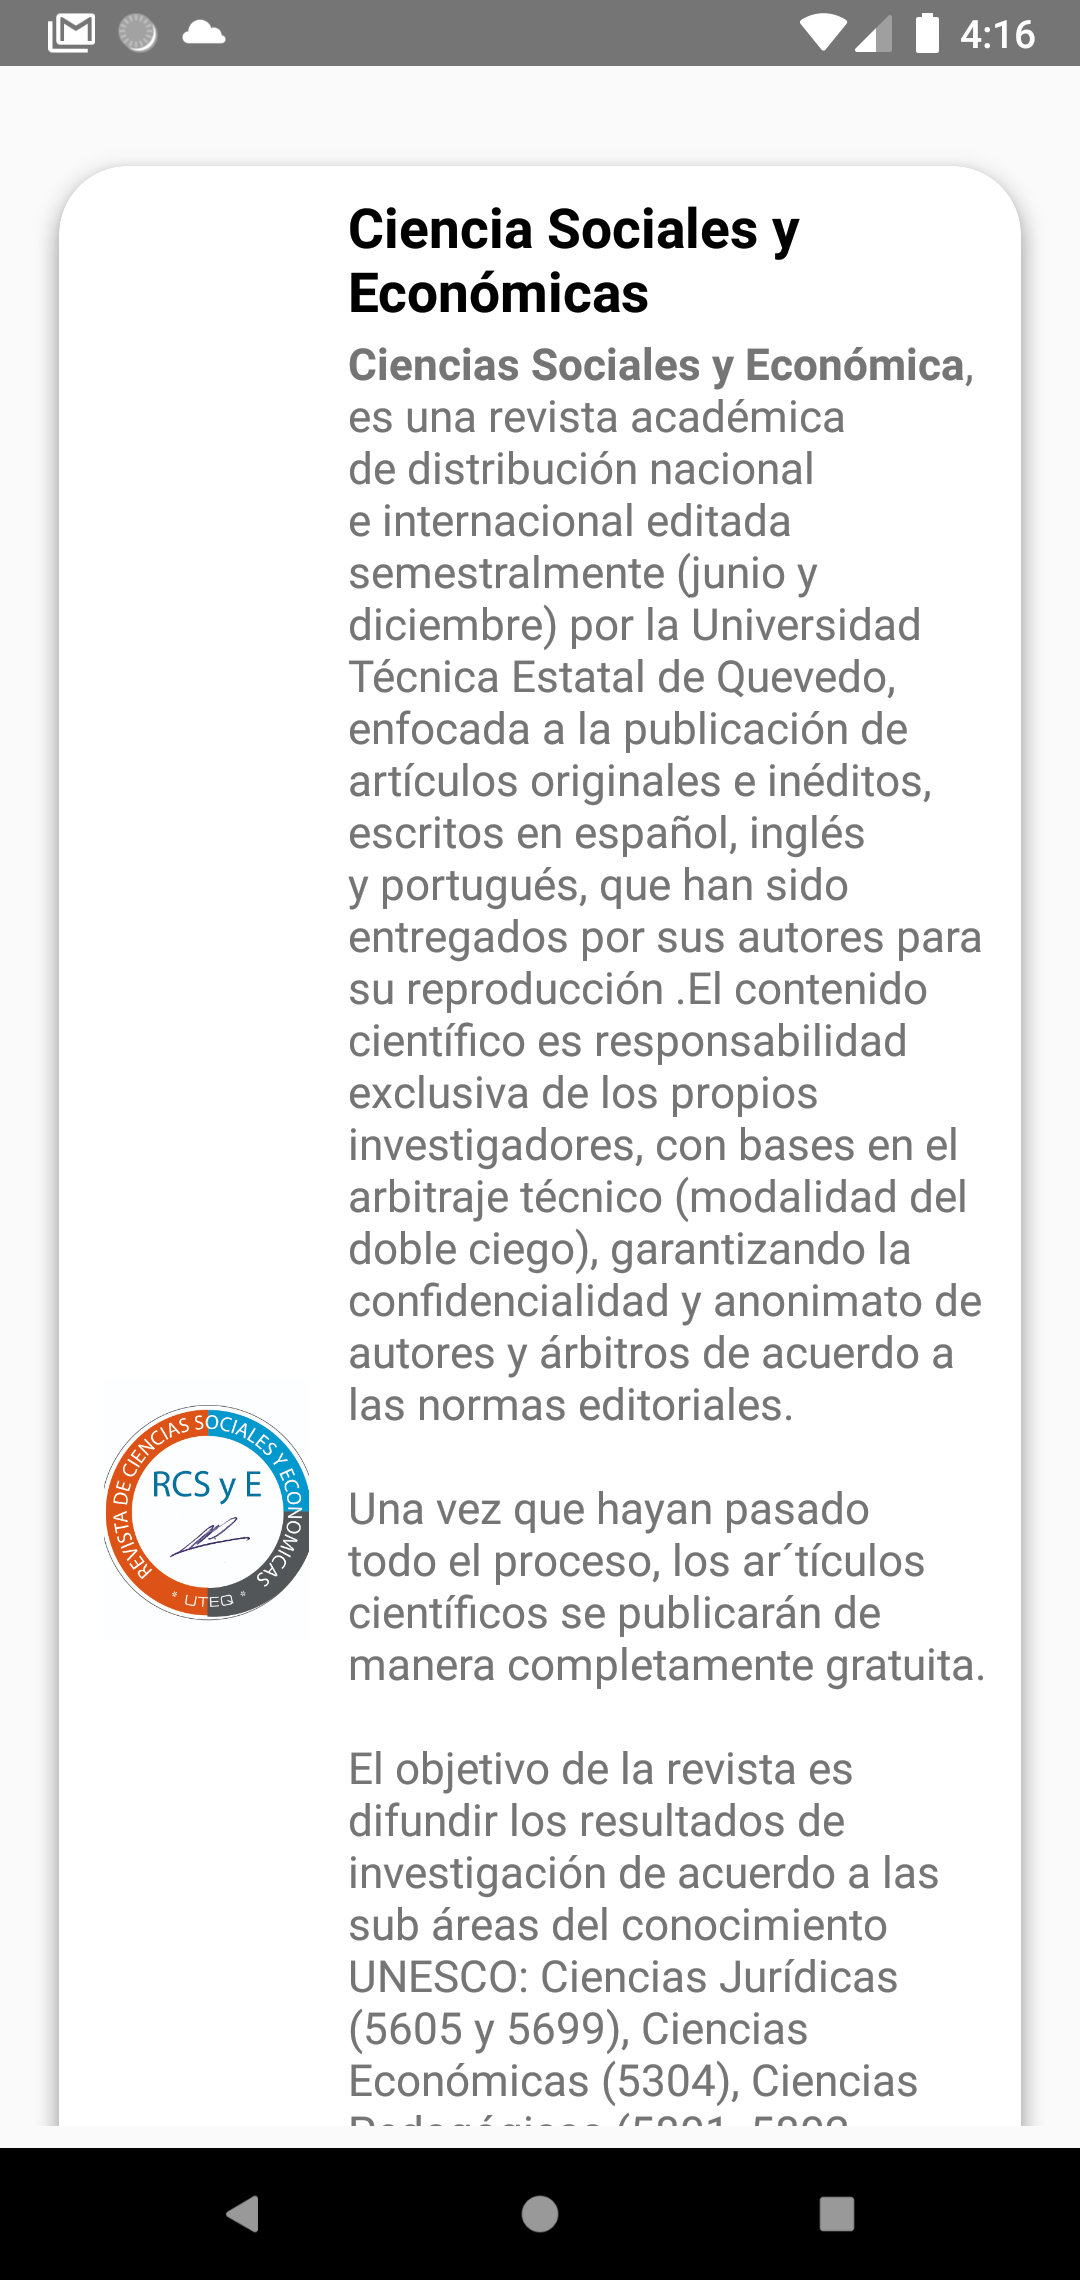 4:16
Ciencia Sociales y
Económicas
Ciencias Sociales y Económica,
es una revista académica
de distribución nacional
e internacional editada
semestralmente (junio y
diciembre) por la Universidad
Técnica Estatal de Quevedo,
enfocada a la publicación de
artículos originales e inéditos,
escritos en español, inglés
y portugués, que han sido
entregados por sus autores para
su reproducción .El contenido
científico es responsabilidad
exclusiva de los propios
investigadores, con bases en el
arbitraje técnico (modalidad del
doble ciego), garantizando la
confidencialidad y anonimato de
autores y árbitros de acuerdo a
las normas editoriales.
REVISTA DE CIENCIAS SOCIALES Y ECONOMICAS
RCS y E
* UTEQ *
Una vez que hayan pasado
todo el proceso, los ar´tículos
científicos se publicarán de
manera completamente gratuita.
El objetivo de la revista es
difundir los resultados de
investigación de acuerdo a las
sub áreas del conocimiento
UNESCO: Ciencias Jurídicas
(5605 y 5699), Ciencias
Económicas (5304), Ciencias